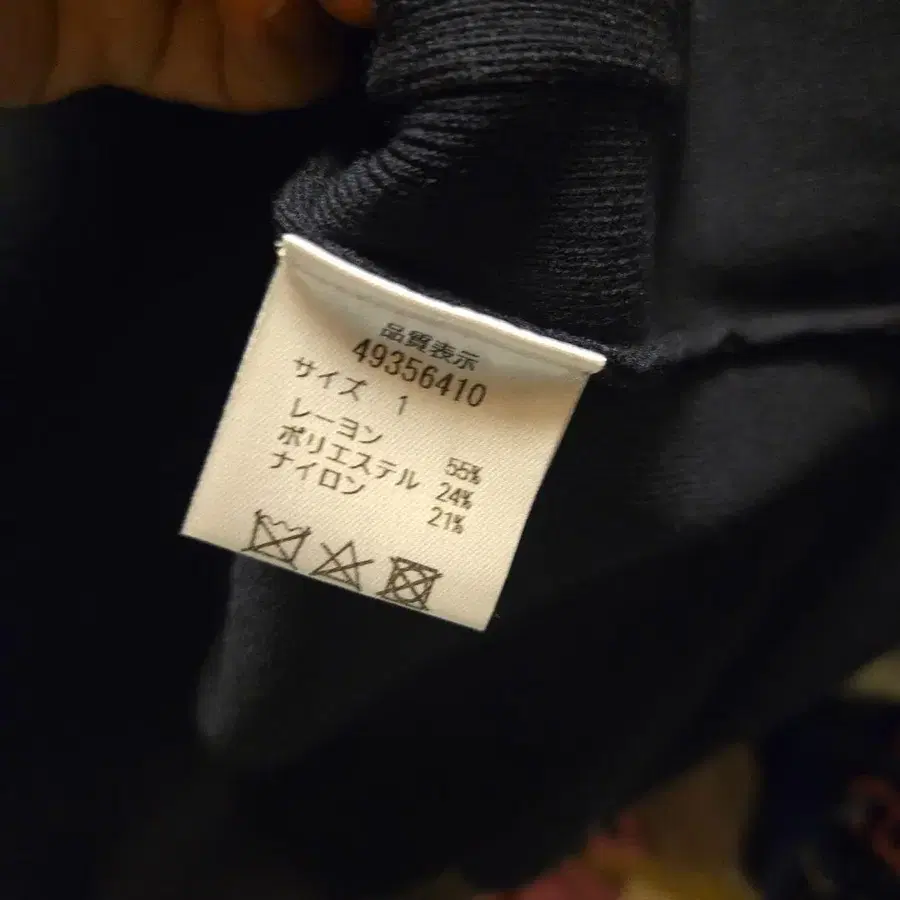 品質表示
49356410
サイズ 1
レーヨン 55%
ポリエステル 24%
ナイロン 21%